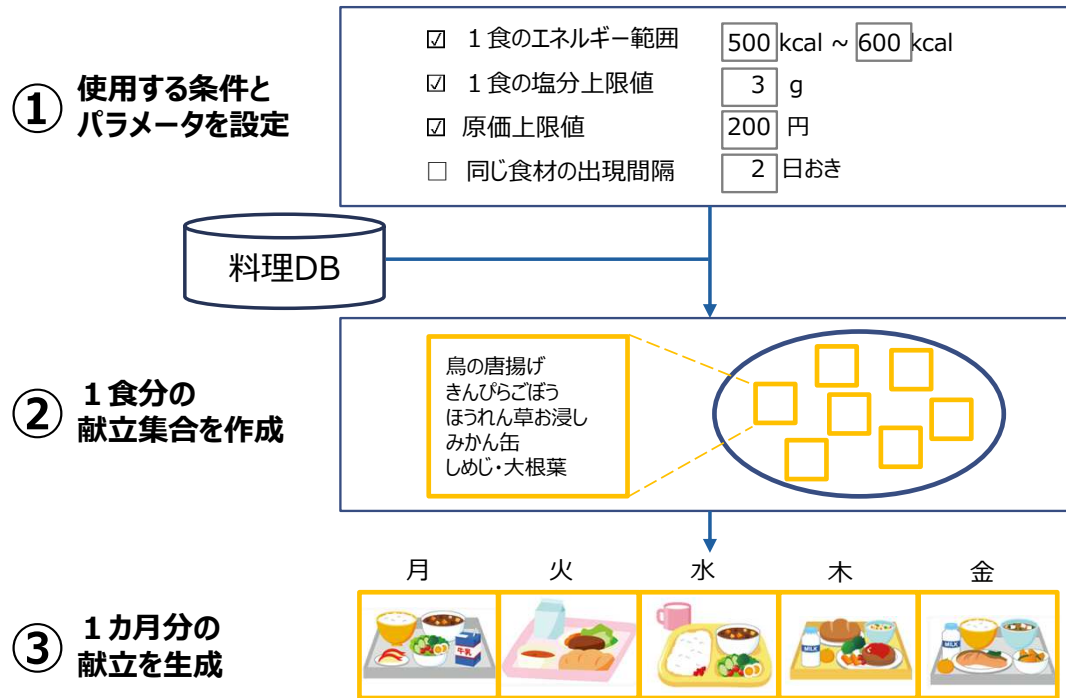 ① 使用する条件と
パラメータを設定
☑ 1食のエネルギー範囲 500 kcal ~ 600 kcal
☑ 1食の塩分上限値 3 g
☑ 原価上限値 200 円
☐ 同じ食材の出現間隔 2 日おき
料理DB
② 1食分の
献立集合を作成
鳥の唐揚げ
きんぴらごぼう
ほうれん草お浸し
みかん缶
しめじ・大根葉
月 火 水 木 金
③ 1カ月分の
献立を生成
牛乳
MILK
MILK